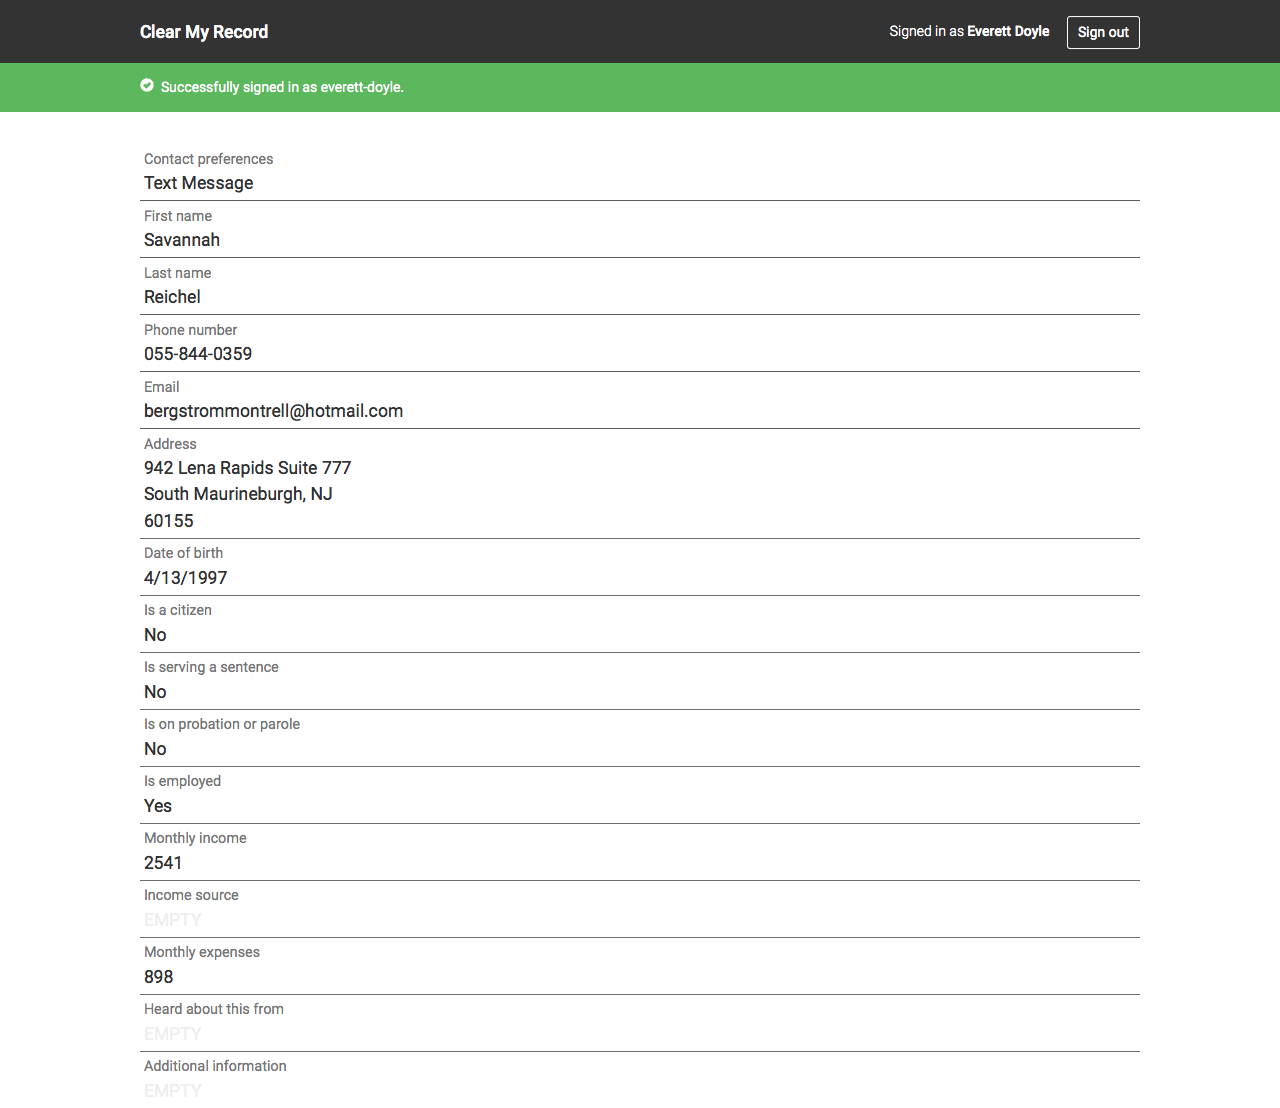 Clear My Record
Signed in as Everett Doyle
Sign out
Successfully signed in as everett-doyle.
Contact preferences
Text Message
First name
Savannah
Last name
Reichel
Phone number
055-844-0359
Email
bergstrommontrell@hotmail.com
Address
942 Lena Rapids Suite 777
South Maurineburgh, NJ
60155
Date of birth
4/13/1997
Is a citizen
No
Is serving a sentence
No
Is on probation or parole
No
Is employed
Yes
Monthly income
2541
Income source
EMPTY
Monthly expenses
898
Heard about this from
EMPTY
Additional information
EMPTY